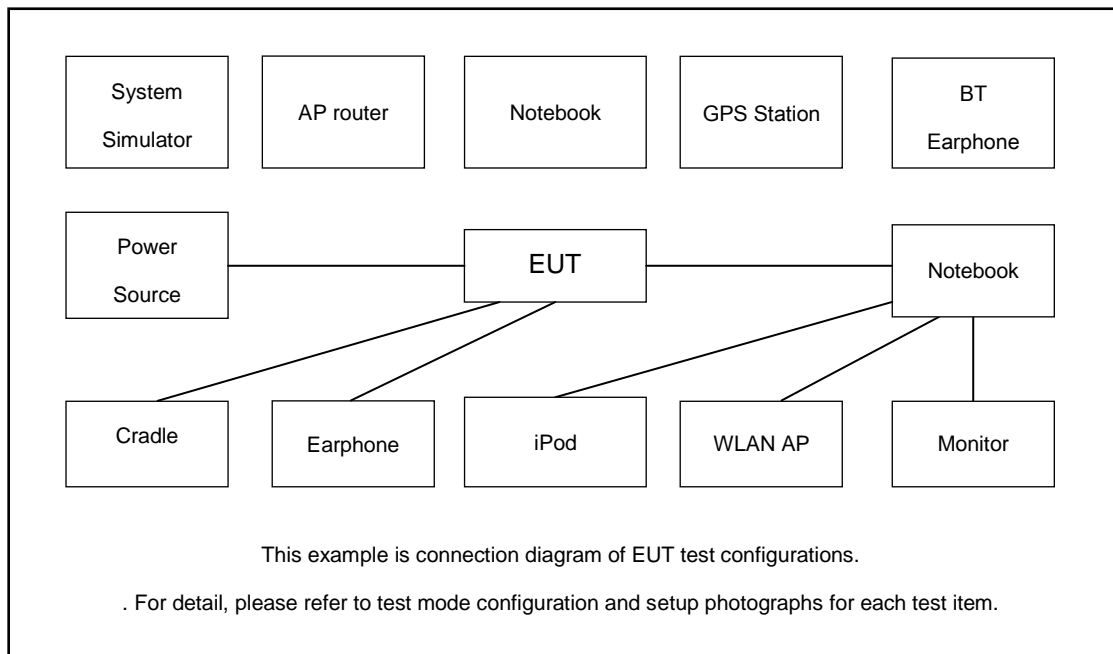 System
Simulator
AP router
Notebook
GPS Station
BT
Earphone
Power
Source
EUT
Notebook
Cradle
Earphone
iPod
WLAN AP
Monitor
This example is connection diagram of EUT test configurations.
. For detail, please refer to test mode configuration and setup photographs for each test item.